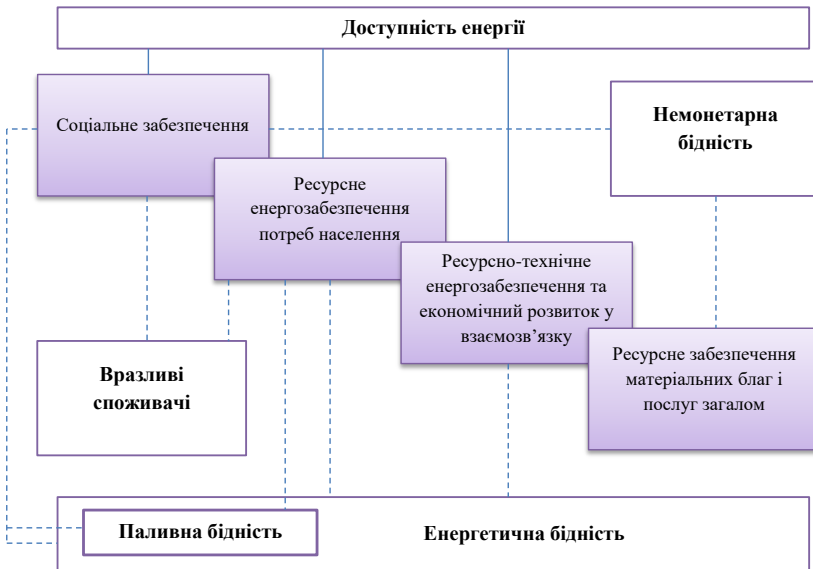 Доступність енергії
Соціальне забезпечення
Немонетарна
бідність
Ресурсне
енергозабезпечення
потреб населення
Ресурсно-технічне
енергозабезпечення та
економічний розвиток у
взаємозв’язку
Вразливі
споживачі
Ресурсне забезпечення
матеріальних благ і
послуг загалом
Паливна бідність
Енергетична бідність